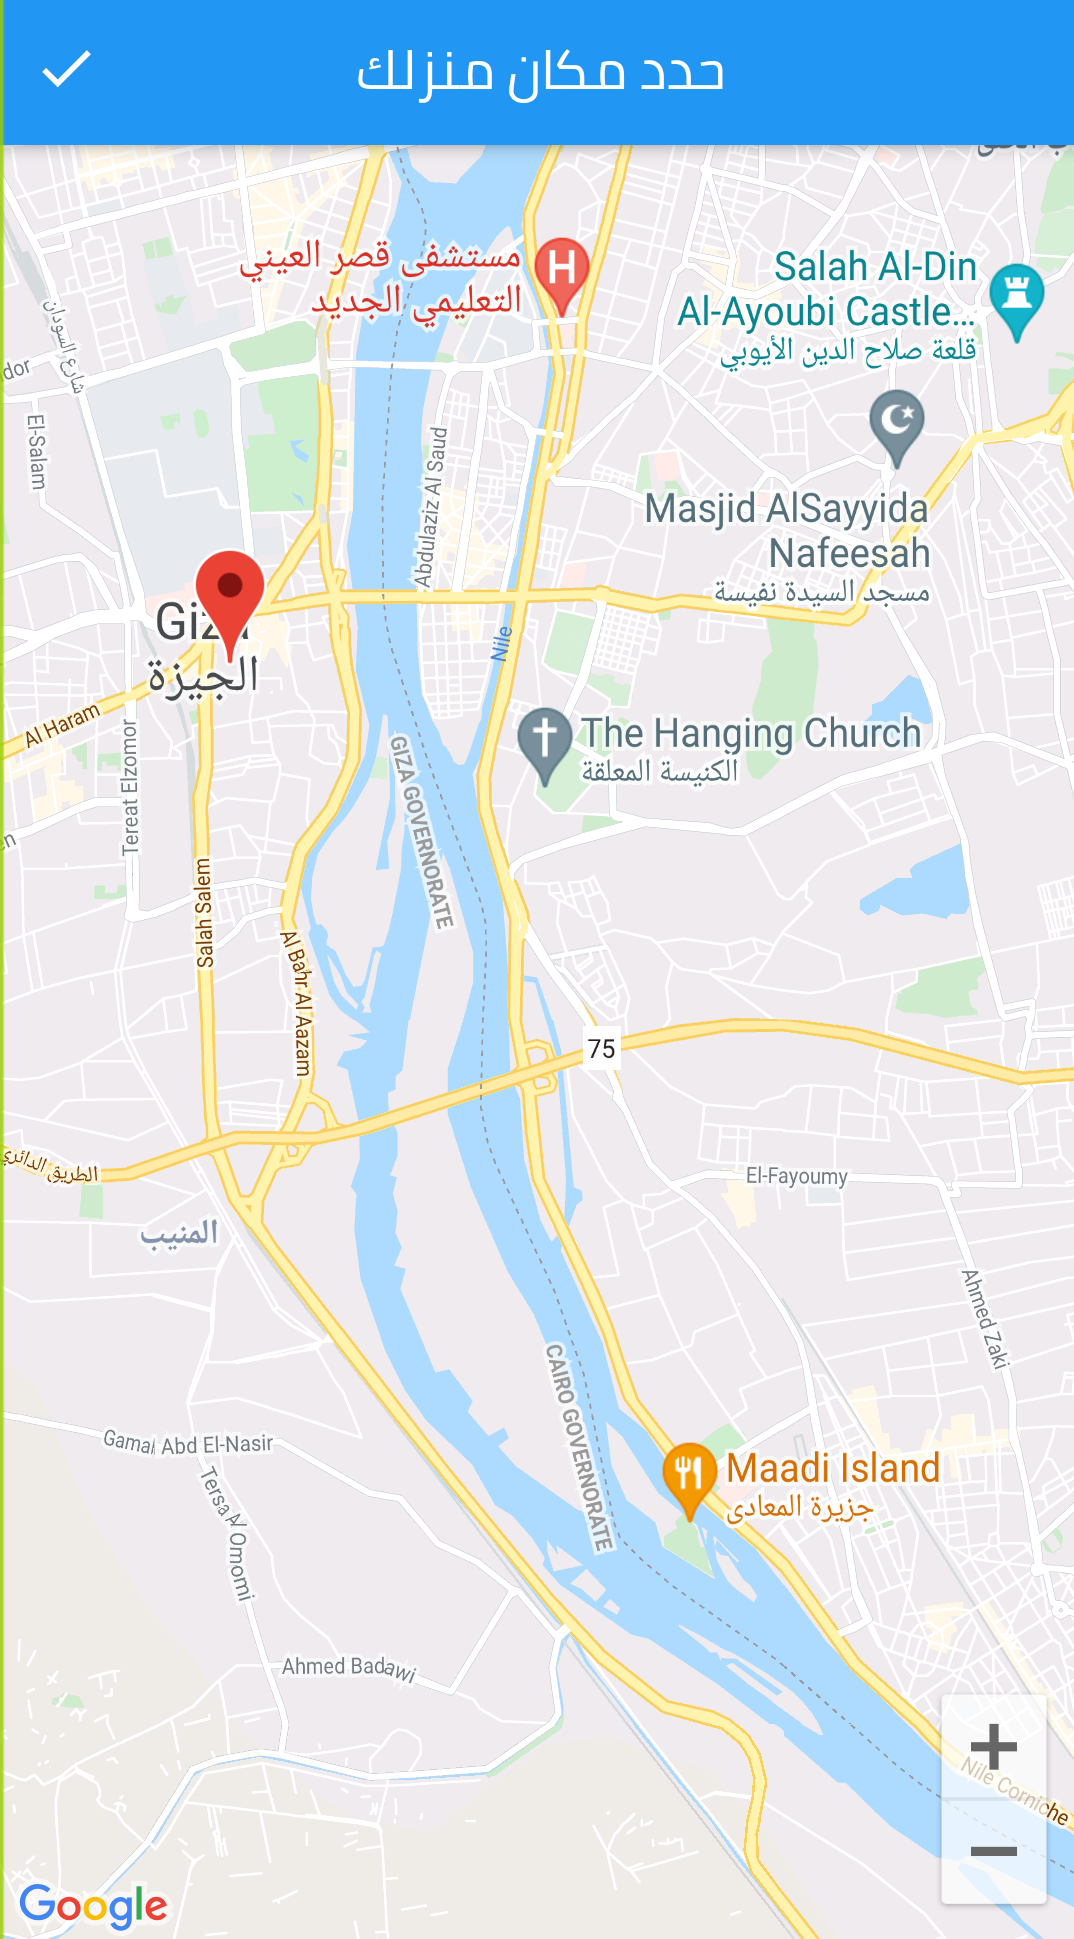 حدد مكان منزلك
مستشفى قصر العيني
التعليمي الجديد
H
Salah Al-Din
Al-Ayoubi Castle...
قلعة صلاح الدين الأيوبي
شارع السودان
El-Salam
Abdulaziz Al Saud
Masjid AlSayyida
Nafeesah
مسجد السيدة نفيسة
الجيزة
Nile
Al Haram
Tereat Elzomor
The Hanging Church
الكنيسة المعلقة
GIZA GOVERNORATE
Salah Salem
Al Bahr Al Aazam
75
الطريق الدائري
El-Fayoumy
المنيب
Ahmed Zaki
CAIRO GOVERNORATE
Gamal Abd El-Nasir
Maadi Island
جزيرة المعادى
Tersa
Al Omomi
Ahmed Badawi
Nile Corniche
Google